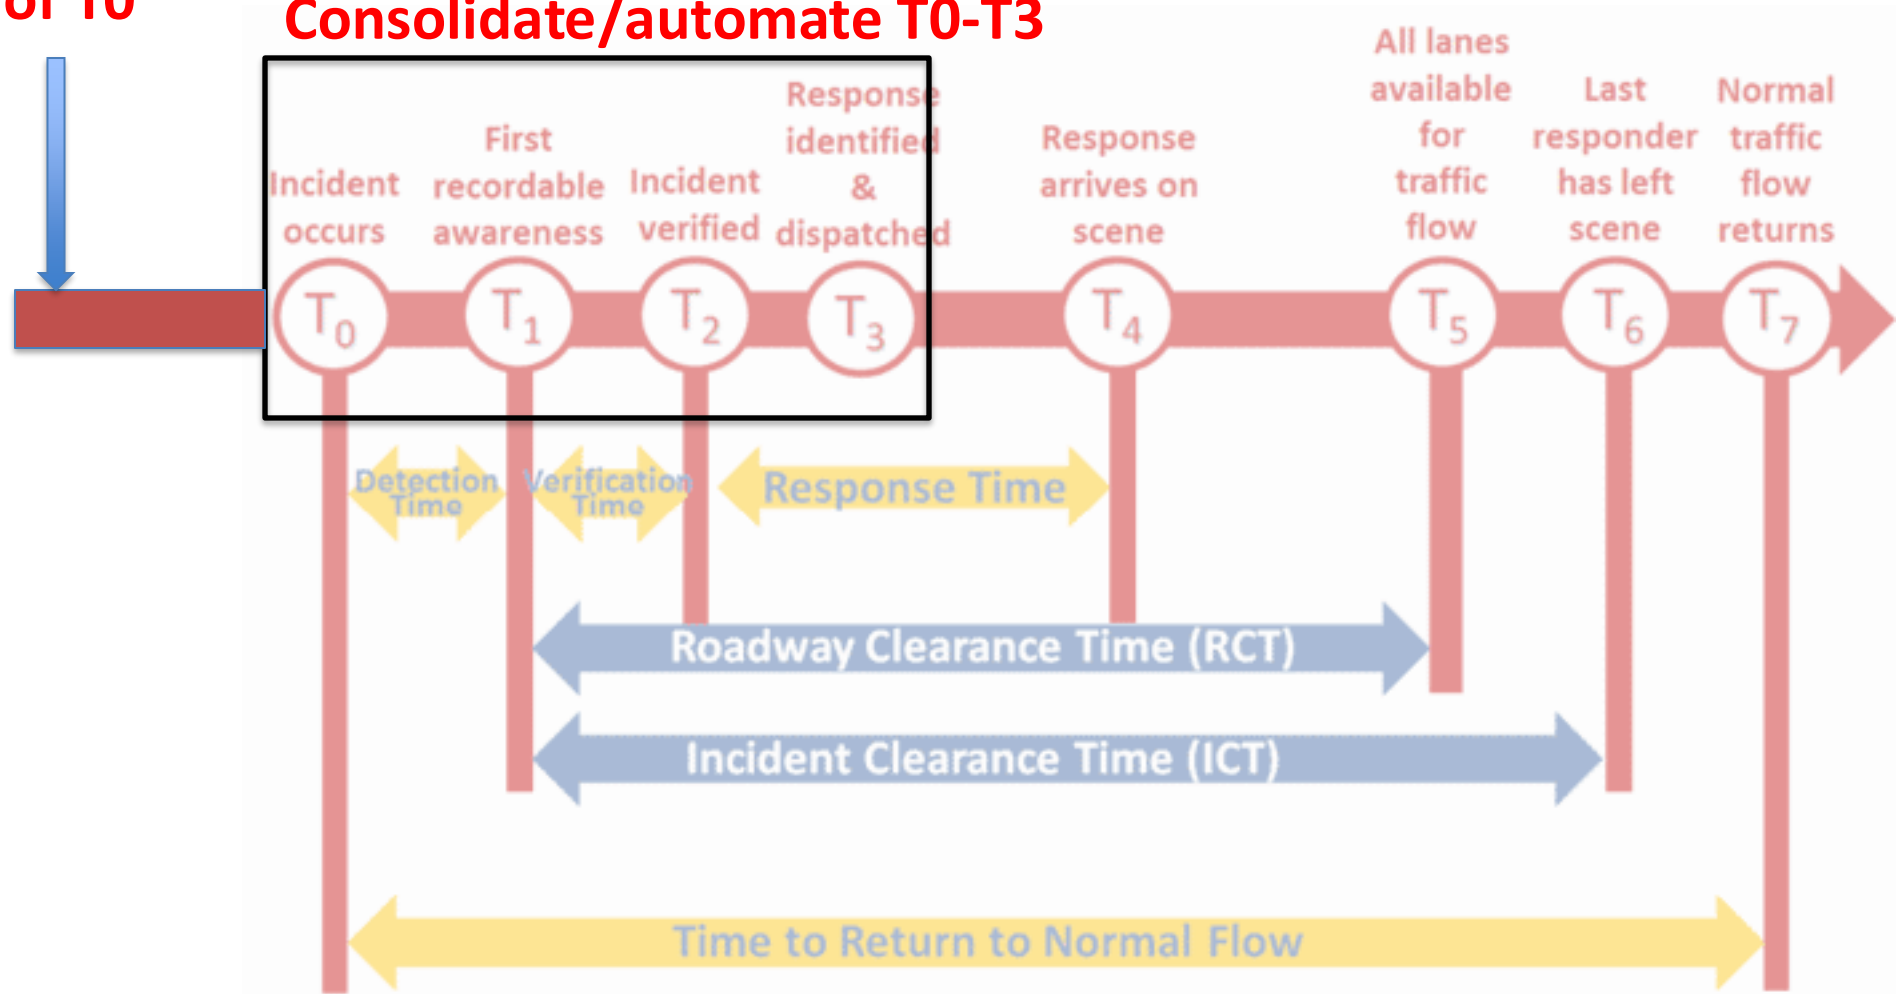 or T0
Consolidate/automate T0-T3
Incident
occurs
First
recordable
awareness
Incident
verified
Response
identified
&
dispatched
Response
arrives on
scene
All lanes
available
for
traffic
flow
Last
responder
has left
scene
Normal
traffic
flow
returns
T0
T1
T2
T3
T4
T5
T6
T7
Detection
Time
Verification
Time
Response Time
Roadway Clearance Time (RCT)
Incident Clearance Time (ICT)
Time to Return to Normal Flow